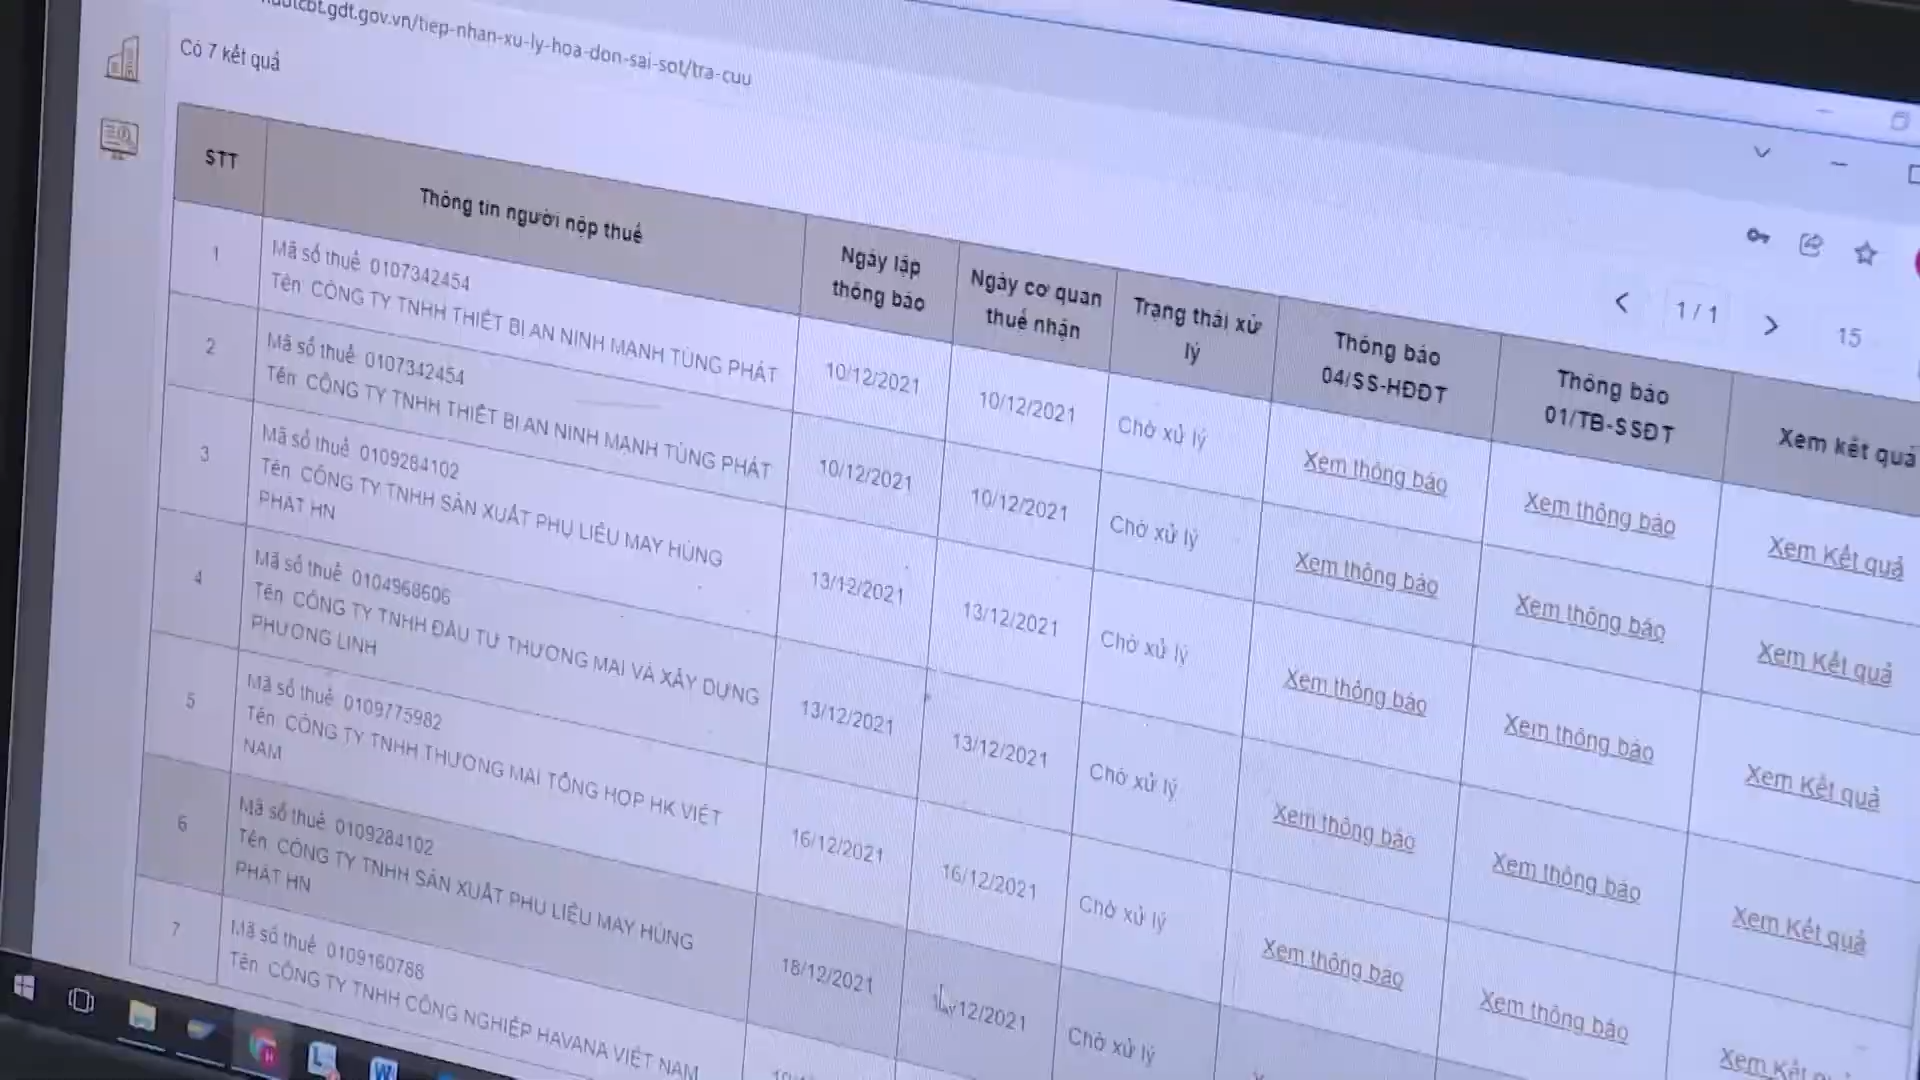 gdt.gov.vn/tiep-nhan-xu-ly-hoa-don-sai-sot/tra-cuu
Có 7 kết quả
1 / 1
15
STT
Thông tin người nộp thuế
Ngày lập
thông báo
Ngày cơ quan
thuế nhận
Trạng thái xử
lý
Thông báo
04/SS-HĐĐT
Thông báo
01/TB-SSĐT
Xem kết quả
1
Mã số thuế: 0107342454
Tên: CÔNG TY TNHH THIẾT BỊ AN NINH MẠNH TÙNG PHÁT
10/12/2021
10/12/2021
Chờ xử lý
Xem thông báo
Xem thông báo
Xem Kết quả
2
Mã số thuế: 0107342454
Tên: CÔNG TY TNHH THIẾT BỊ AN NINH MẠNH TÙNG PHÁT
10/12/2021
10/12/2021
Chờ xử lý
Xem thông báo
Xem thông báo
Xem Kết quả
3
Mã số thuế: 0109284102
Tên: CÔNG TY TNHH SẢN XUẤT PHỤ LIỆU MAY HÙNG
PHÁT HN
13/12/2021
13/12/2021
Chờ xử lý
Xem thông báo
Xem thông báo
Xem Kết quả
4
Mã số thuế: 0104968606
Tên: CÔNG TY TNHH ĐẦU TƯ THƯƠNG MẠI VÀ XÂY DỰNG
PHƯƠNG LINH
13/12/2021
13/12/2021
Chờ xử lý
Xem thông báo
Xem thông báo
Xem Kết quả
5
Mã số thuế: 0109775982
Tên: CÔNG TY TNHH THƯƠNG MẠI TỔNG HỢP HK VIỆT
NAM
16/12/2021
16/12/2021
Chờ xử lý
Xem thông báo
Xem thông báo
Xem Kết quả
6
Mã số thuế: 0109284102
Tên: CÔNG TY TNHH SẢN XUẤT PHỤ LIỆU MAY HÙNG
PHÁT HN
18/12/2021
12/2021
Chờ xử lý
7
Mã số thuế: 0109160788
Tên: CÔNG TY TNHH CÔNG NGHIỆP HAVANA VIỆT NAM